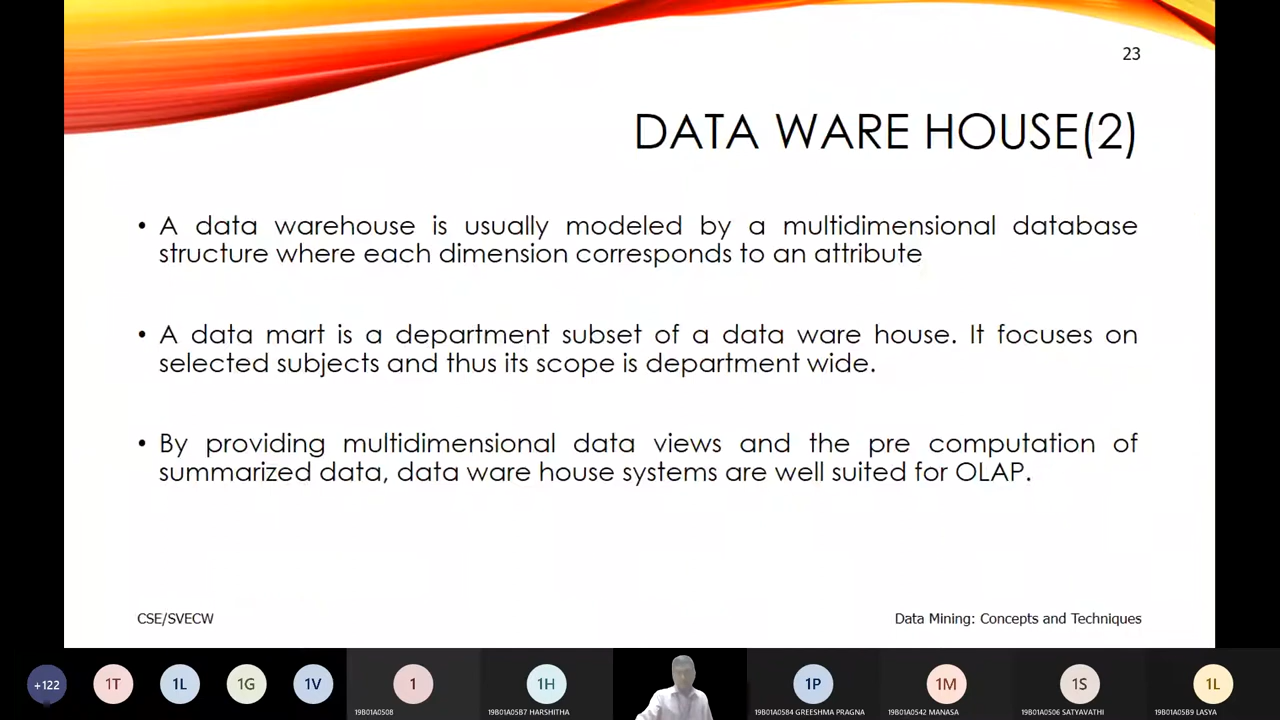 23
DATA WARE HOUSE(2)
• A data warehouse is usually modeled by a multidimensional database
structure where each dimension corresponds to an attribute
• A data mart is a department subset of a data ware house. It focuses on
selected subjects and thus its scope is department wide.
• By providing multidimensional data views and the pre computation of
summarized data, data ware house systems are well suited for OLAP.
CSE/SVECW
Data Mining: Concepts and Techniques
+122
1T
1L
1G
1V
1
1H
1P
1M
1S
1L
19B01A0508
19B01A05B7 HARSHITHA
19B01A0584 GREESHMA PRAGNA
19B01A0542 MANASA
19B01A0506 SATYAVATHI
19B01A05B9 LASYA